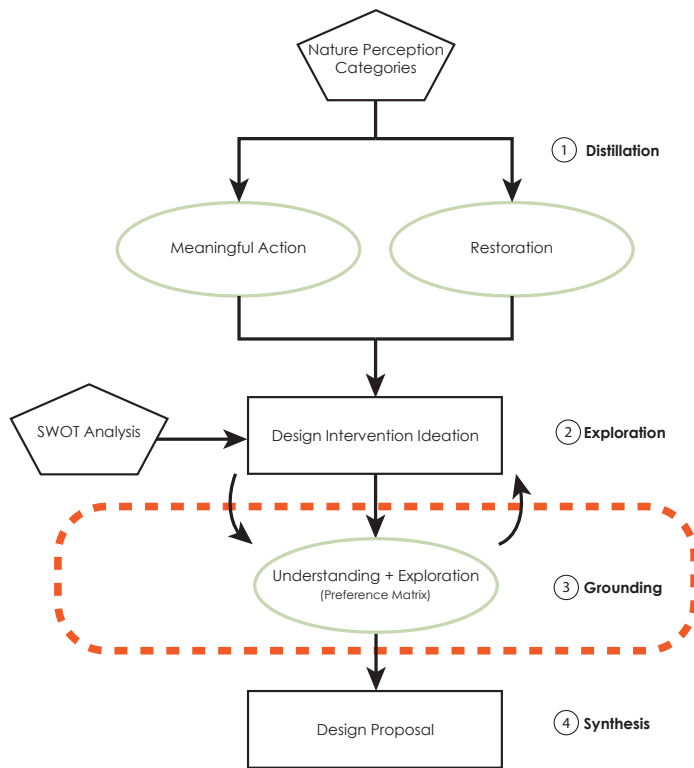 Nature Perception
Categories
1 Distillation
Meaningful Action
Restoration
SWOT Analysis
Design Intervention Ideation
2 Exploration
Understanding + Exploration
(Preference Matrix)
3 Grounding
Design Proposal
4 Synthesis